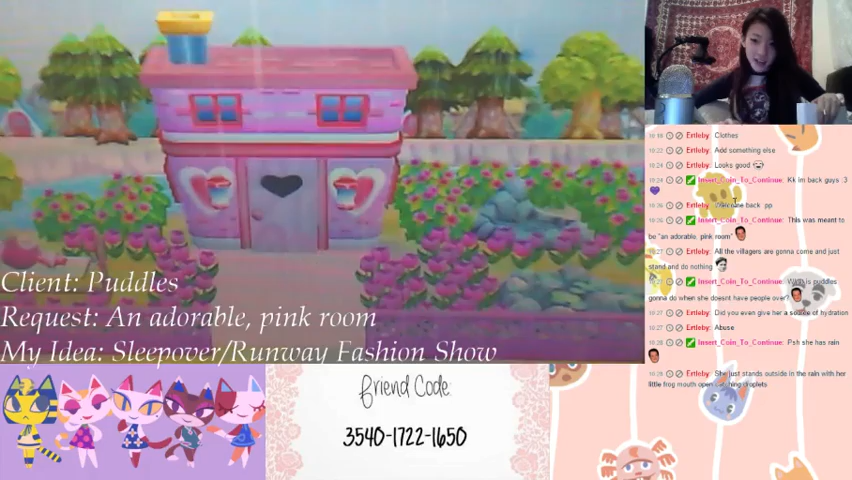 Client: Puddles
Request: An adorable, pink room
My Idea: Sleepover/Runway Fashion Show
friend Code:
3540-1722-1650
Ertleby: Clothes
Ertleby: Add something else
Ertleby: Looks good
Insert_Coin_To_Continue: Kk im back guys :3
Ertleby: Welcome back :pp
Insert_Coin_To_Continue: This was meant to
be "an adorable, pink room"
Ertleby: All the villagers are gonna come and just
stand and do nothing
Insert_Coin_To_Continue: is puddles
gonna do when she doesnt have people over?
Ertleby: Did you even give her a source of hydration
Ertleby: Abuse
Insert_Coin_To_Continue: Psh she has rain
Ertleby: She just stands outside in the rain with her
little frog mouth open catching droplets